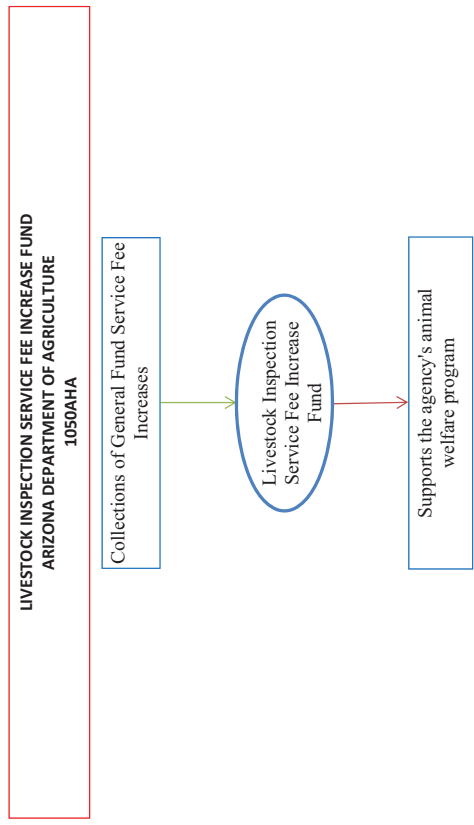 LIVESTOCK INSPECTION SERVICE FEE INCREASE FUND
ARIZONA DEPARTMENT OF AGRICULTURE
1050AHA
Collections of General Fund Service Fee
Increases
Livestock Inspection
Service Fee Increase
Fund
Supports the agency's animal
welfare program